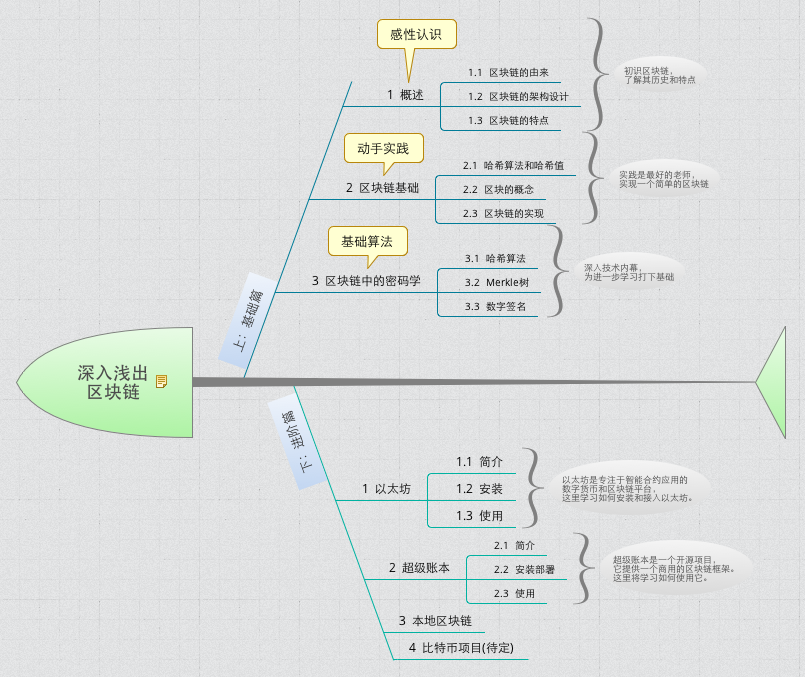 深入浅出
区块链
上：基础篇
感性认识
1 概述
1.1 区块链的由来
1.2 区块链的架构设计
1.3 区块链的特点
初识区块链，
了解其历史和特点
动手实践
2 区块链基础
2.1 哈希算法和哈希值
2.2 区块的概念
2.3 区块链的实现
实践是最好的老师，
实现一个简单的区块链
基础算法
3 区块链中的密码学
3.1 哈希算法
3.2 Merkle树
3.3 数字签名
深入技术内幕，
为进一步学习打下基础
下：进阶篇
1 以太坊
1.1 简介
1.2 安装
1.3 使用
以太坊是专注于智能合约应用的
数字货币和区块链平台，
这里学习如何安装和接入以太坊。
2 超级账本
2.1 简介
2.2 安装部署
2.3 使用
超级账本是一个开源项目，
它提供一个商用的区块链框架。
这里将学习如何使用它。
3 本地区块链
4 比特币项目(待定)